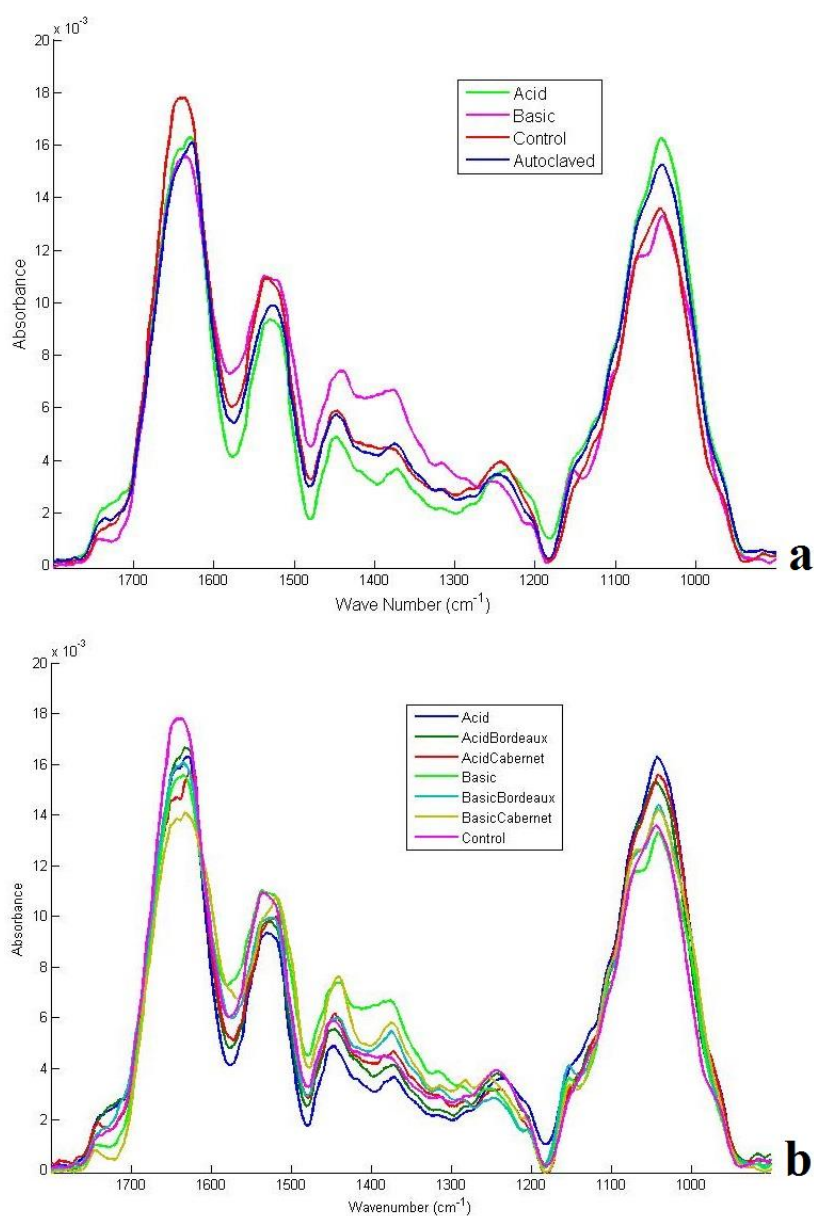 x 10⁻³
20
18
16
14
12
10
8
6
4
2
0
Absorbance
Acid
Basic
Control
Autoclaved
1700 1600 1500 1400 1300 1200 1100 1000
Wave Number (cm⁻¹)
a
x 10⁻³
20
18
16
14
12
10
8
6
4
2
0
Absorbance
Acid
AcidBordeaux
AcidCabernet
Basic
BasicBordeaux
BasicCabernet
Control
1700 1600 1500 1400 1300 1200 1100 1000
Wavenumber (cm⁻¹)
b